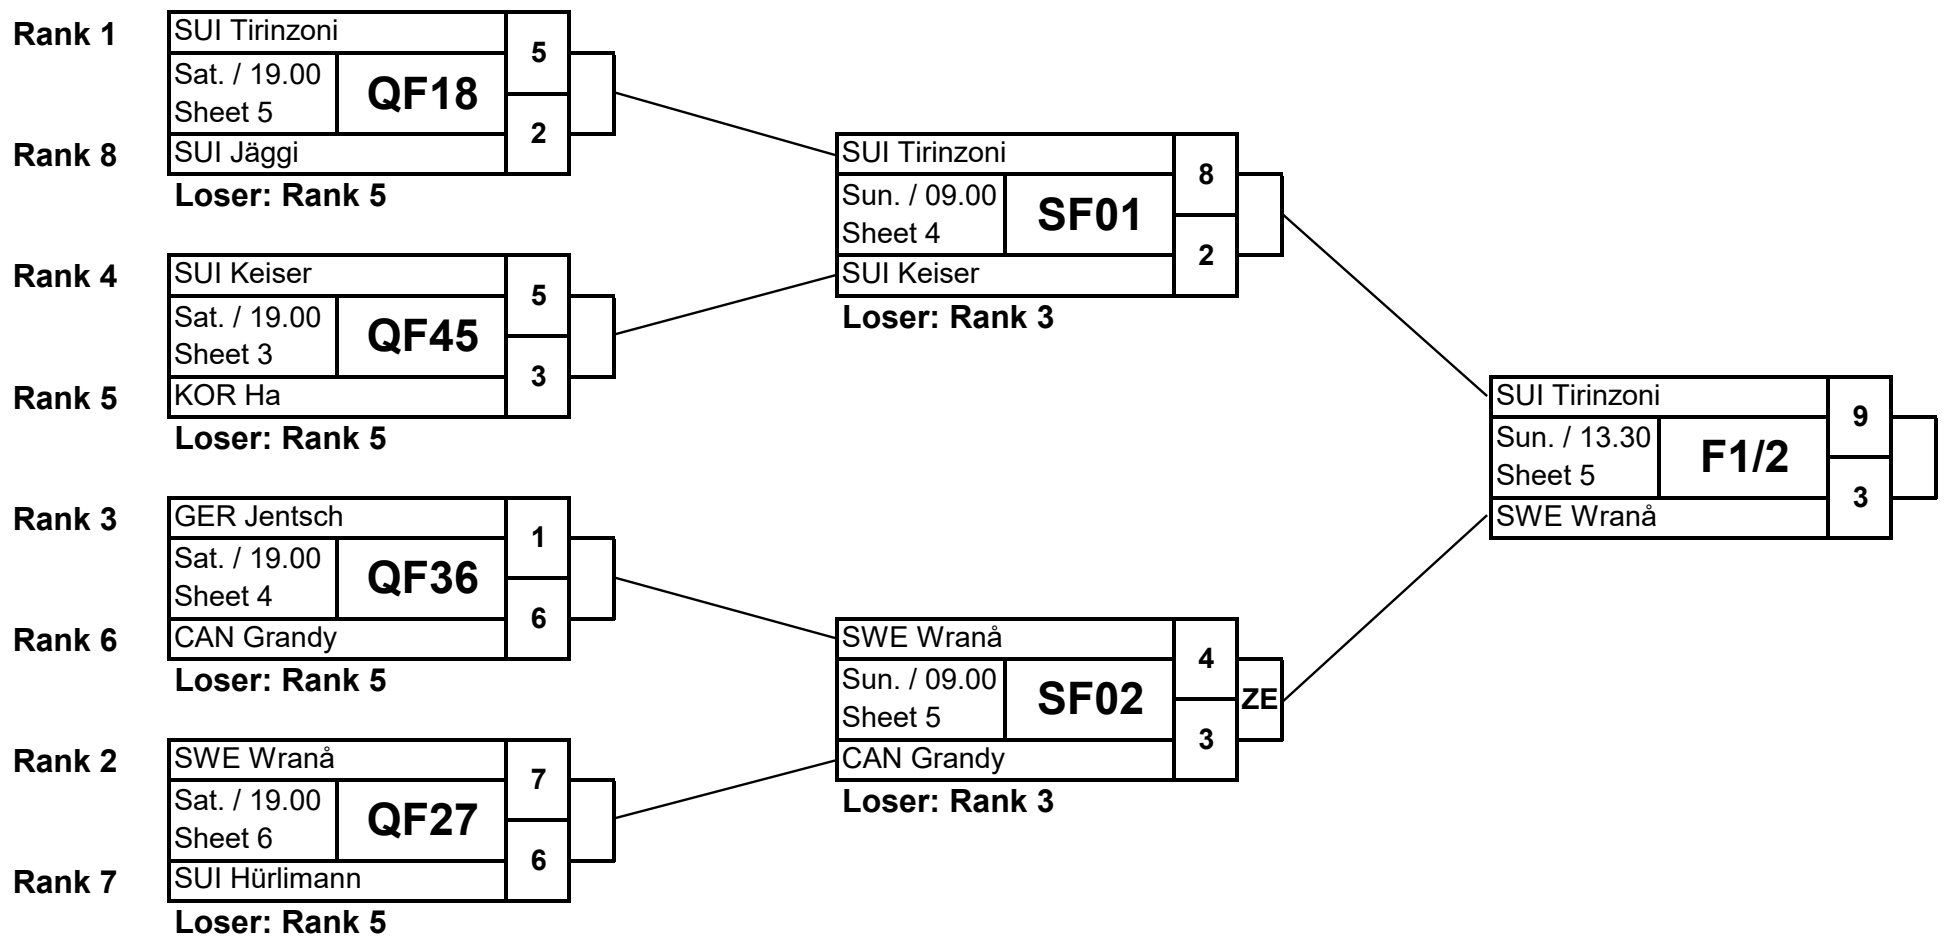 Rank 1
SUI Tirinzoni
5
Sat. / 19.00
Sheet 5
QF18
2
Rank 8
SUI Jäggi
Loser: Rank 5
Rank 4
SUI Keiser
5
Sat. / 19.00
Sheet 3
QF45
3
Rank 5
KOR Ha
Loser: Rank 5
Rank 3
GER Jentsch
1
Sat. / 19.00
Sheet 4
QF36
6
Rank 6
CAN Grandy
Loser: Rank 5
Rank 2
SWE Wranå
7
Sat. / 19.00
Sheet 6
QF27
6
Rank 7
SUI Hürlimann
Loser: Rank 5
SUI Tirinzoni
8
Sun. / 09.00
Sheet 4
SF01
2
SUI Keiser
Loser: Rank 3
SWE Wranå
4
Sun. / 09.00
Sheet 5
SF02
ZE
3
CAN Grandy
Loser: Rank 3
SUI Tirinzoni
9
Sun. / 13.30
Sheet 5
F1/2
3
SWE Wranå